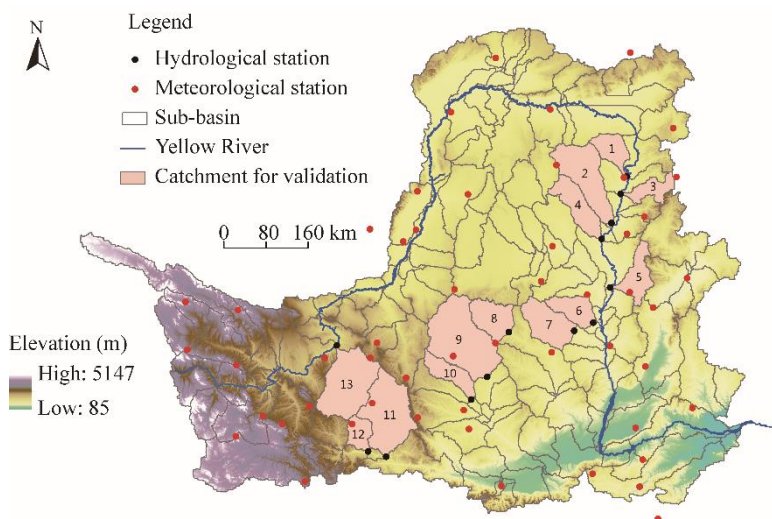 N
Legend
Hydrological station
Meteorological station
Sub-basin
Yellow River
Catchment for validation
0 80 160 km
Elevation (m)
High: 5147
Low: 85
1
2
3
4
5
6
7
8
9
10
11
12
13